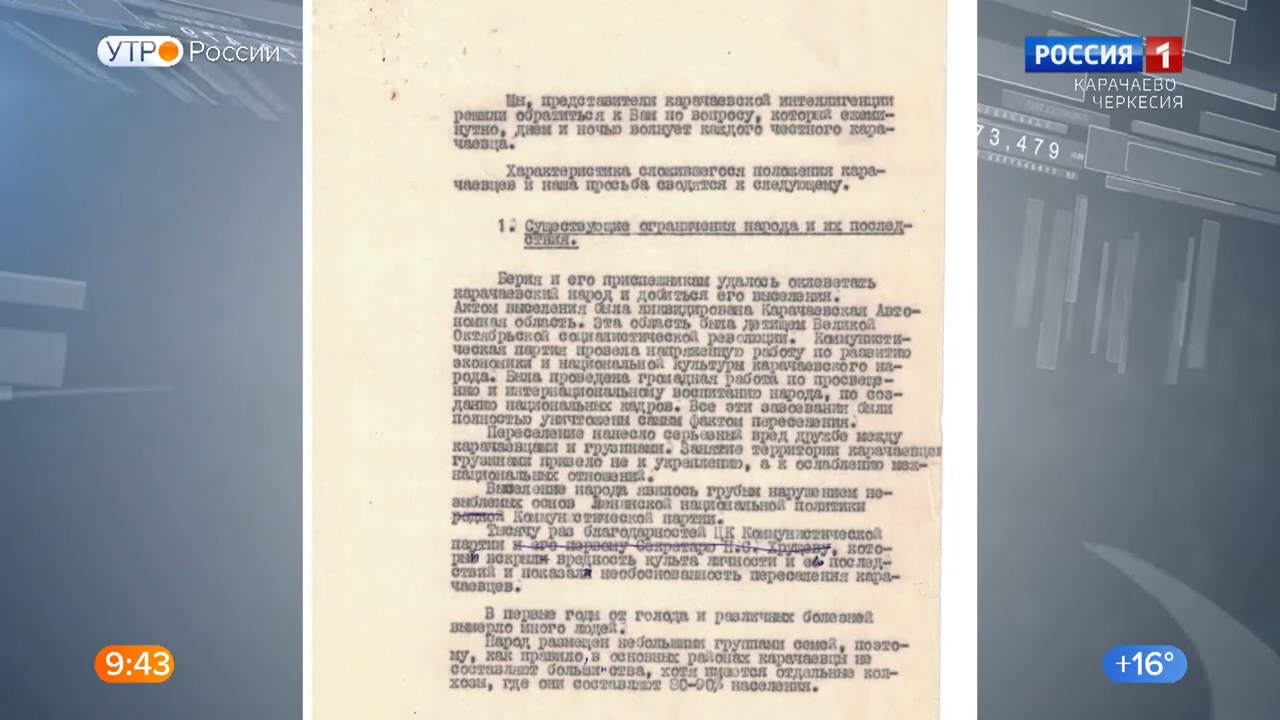 УТРО России
РОССИЯ 1
КАРАЧАЕВО
ЧЕРКЕСИЯ
73,479
Мы, представители карачаевской интеллигенции
решили обратиться к Вам по вопросу, который ежеми-
нутно, днем и ночью волнует каждого честного кара-
чаевца.
Характеристика сложившегося положения кара-
чаевцев и наша просьба сводятся к следующему.
1. Существующие ограничения народа и их послед-
ствия.
Берия и его приспешникам удалось оклеветать
карачаевский народ и добиться его выселения.
Актом выселения была ликвидирована Карачаевская Авто-
номная область. Эта область была детищем Великой
Октябрьской социалистической революции. Коммунисти-
ческая партия провела напряженную работу по развитию
экономики и национальной культуры карачаевского на-
рода. Была проведена громадная работа по просвеще-
нию и интернациональному воспитанию народа, по соз-
данию национальных кадров. Все эти завоевания были
полностью уничтожены самым фактом переселения.
Переселение нанесло серьезный вред дружбе между
карачаевцами и грузинами. Занятие территории карачаевцев
грузинами привело не к укреплению, а к ослаблению меж-
национальных отношений.
Выселение народа явилось грубым нарушением не-
зыблемых основ Ленинской национальной политики
родной Коммунистической партии.
Тысячу раз благодарностей ЦК Коммунистической
партии и его первому Секретарю Н.С. Хрущеву, кото-
рый вскрыл вредность культа личности и его послед-
ствий и показал необоснованность переселения кара-
чаевцев.
В первые годы от голода и различных болезней
вымерло много людей.
Народ размещен небольшими группами семей, поэто-
му, как правило, в основных районах карачаевцы не
составляют большинства, хотя имеются отдельные кол-
хозы, где они составляют 80-90% населения.
9:43
+16°